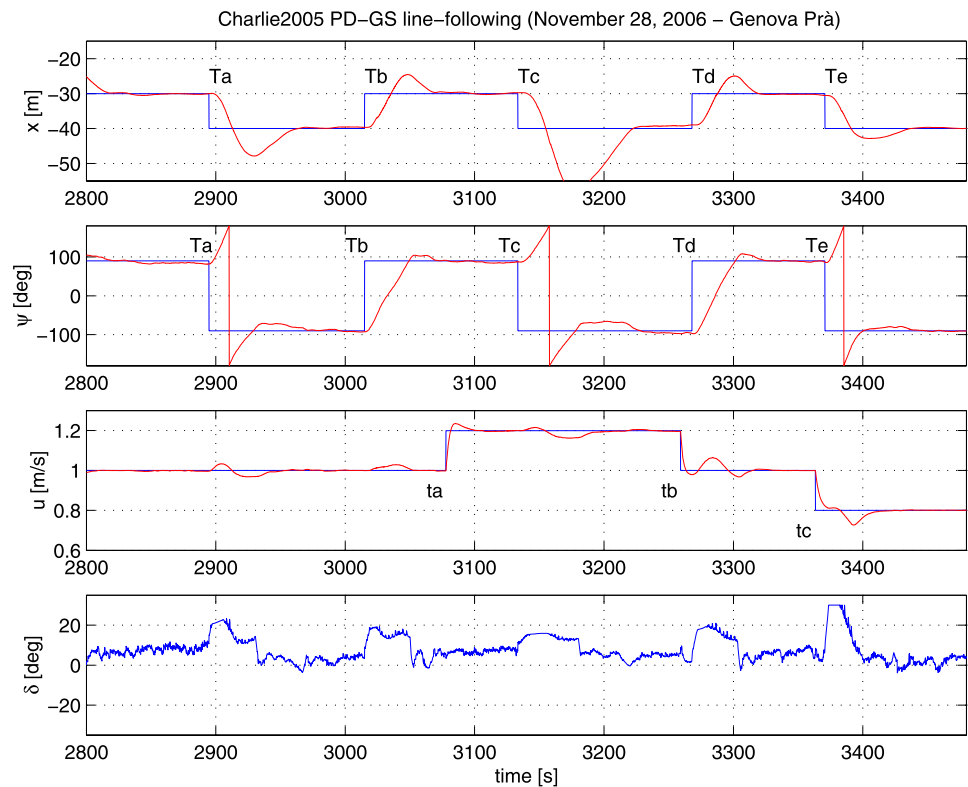 Charlie2005 PD−GS line−following (November 28, 2006 − Genova Prà)
x [m]
−20
−30
−40
−50
Ta Tb Tc Td Te
2800 2900 3000 3100 3200 3300 3400
ψ [deg]
100
0
−100
Ta Tb Tc Td Te
2800 2900 3000 3100 3200 3300 3400
u [m/s]
1.2
1
0.8
0.6
ta tb tc
2800 2900 3000 3100 3200 3300 3400
δ [deg]
20
0
−20
2800 2900 3000 3100 3200 3300 3400
time [s]